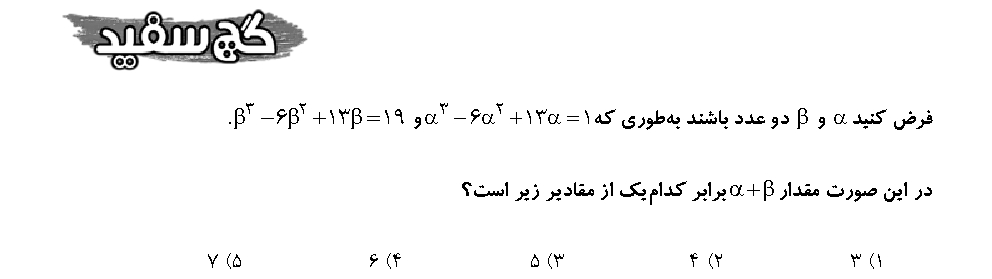 گچ سفید
فرض کنید α و β دو عدد باشند به‌طوری که α³ − ۶α² + ۱۳α = ۱ و β³ − ۶β² + ۱۳β = ۱۹.
در این صورت مقدار α + β برابر کدام‌یک از مقادیر زیر است؟
۱) ۳ ۲) ۴ ۳) ۵ ۴) ۶ ۵) ۷